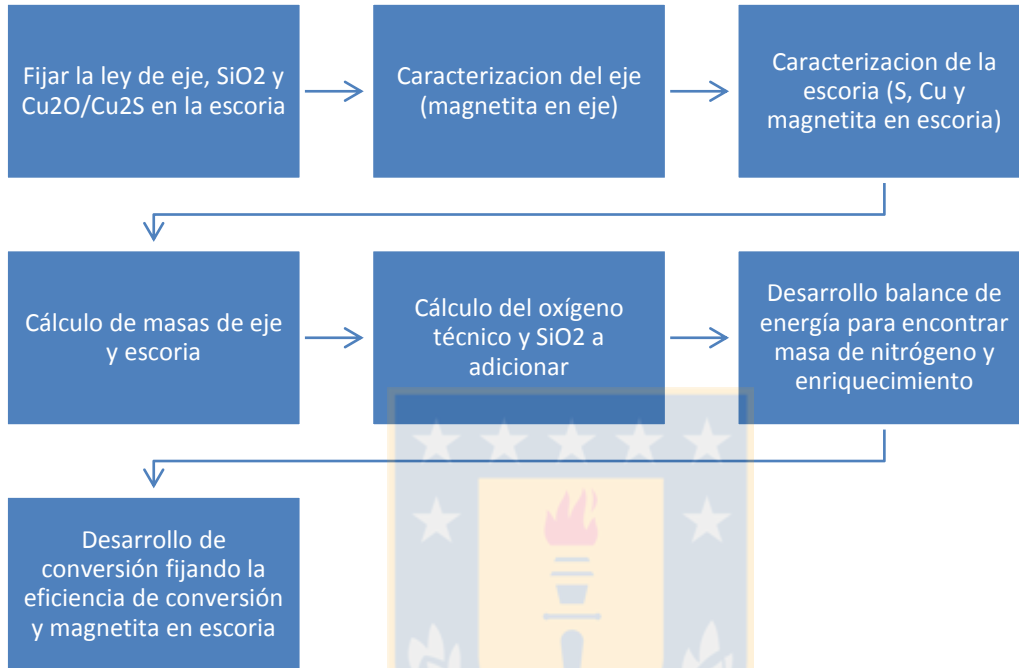 Fijar la ley de eje, SiO2 y
Cu2O/Cu2S en la escoria
Caracterizacion del eje
(magnetita en eje)
Caracterizacion de la
escoria (S, Cu y
magnetita en escoria)
Cálculo de masas de eje
y escoria
Cálculo del oxígeno
técnico y SiO2 a
adicionar
Desarrollo balance de
energía para encontrar
masa de nitrógeno y
enriquecimiento
Desarrollo de
conversión fijando la
eficiencia de conversión
y magnetita en escoria